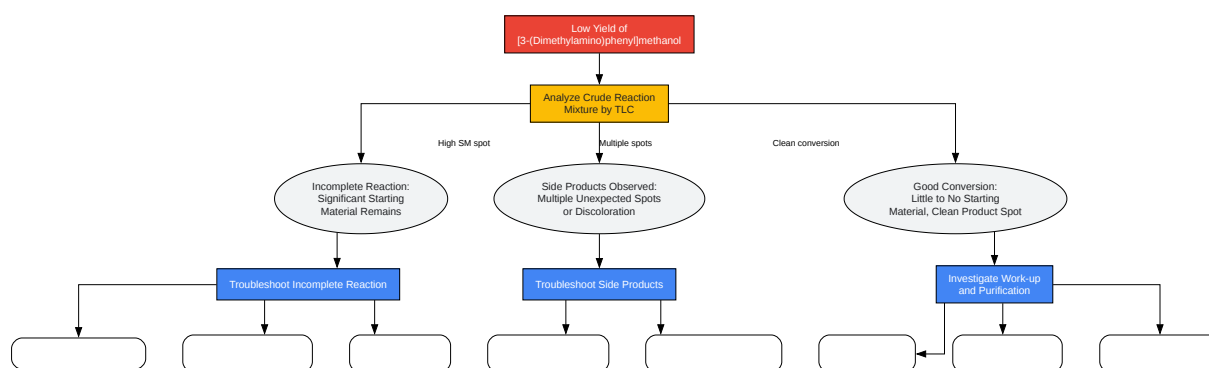 Low Yield of
[3-(Dimethylamino)phenyl]methanol
Analyze Crude Reaction
Mixture by TLC
High SM spot
Multiple spots
Clean conversion
Incomplete Reaction:
Significant Starting
Material Remains
Side Products Observed:
Multiple Unexpected Spots
or Discoloration
Good Conversion:
Little to No Starting
Material, Clean Product Spot
Troubleshoot Incomplete Reaction
Troubleshoot Side Products
Investigate Work-up
and Purification